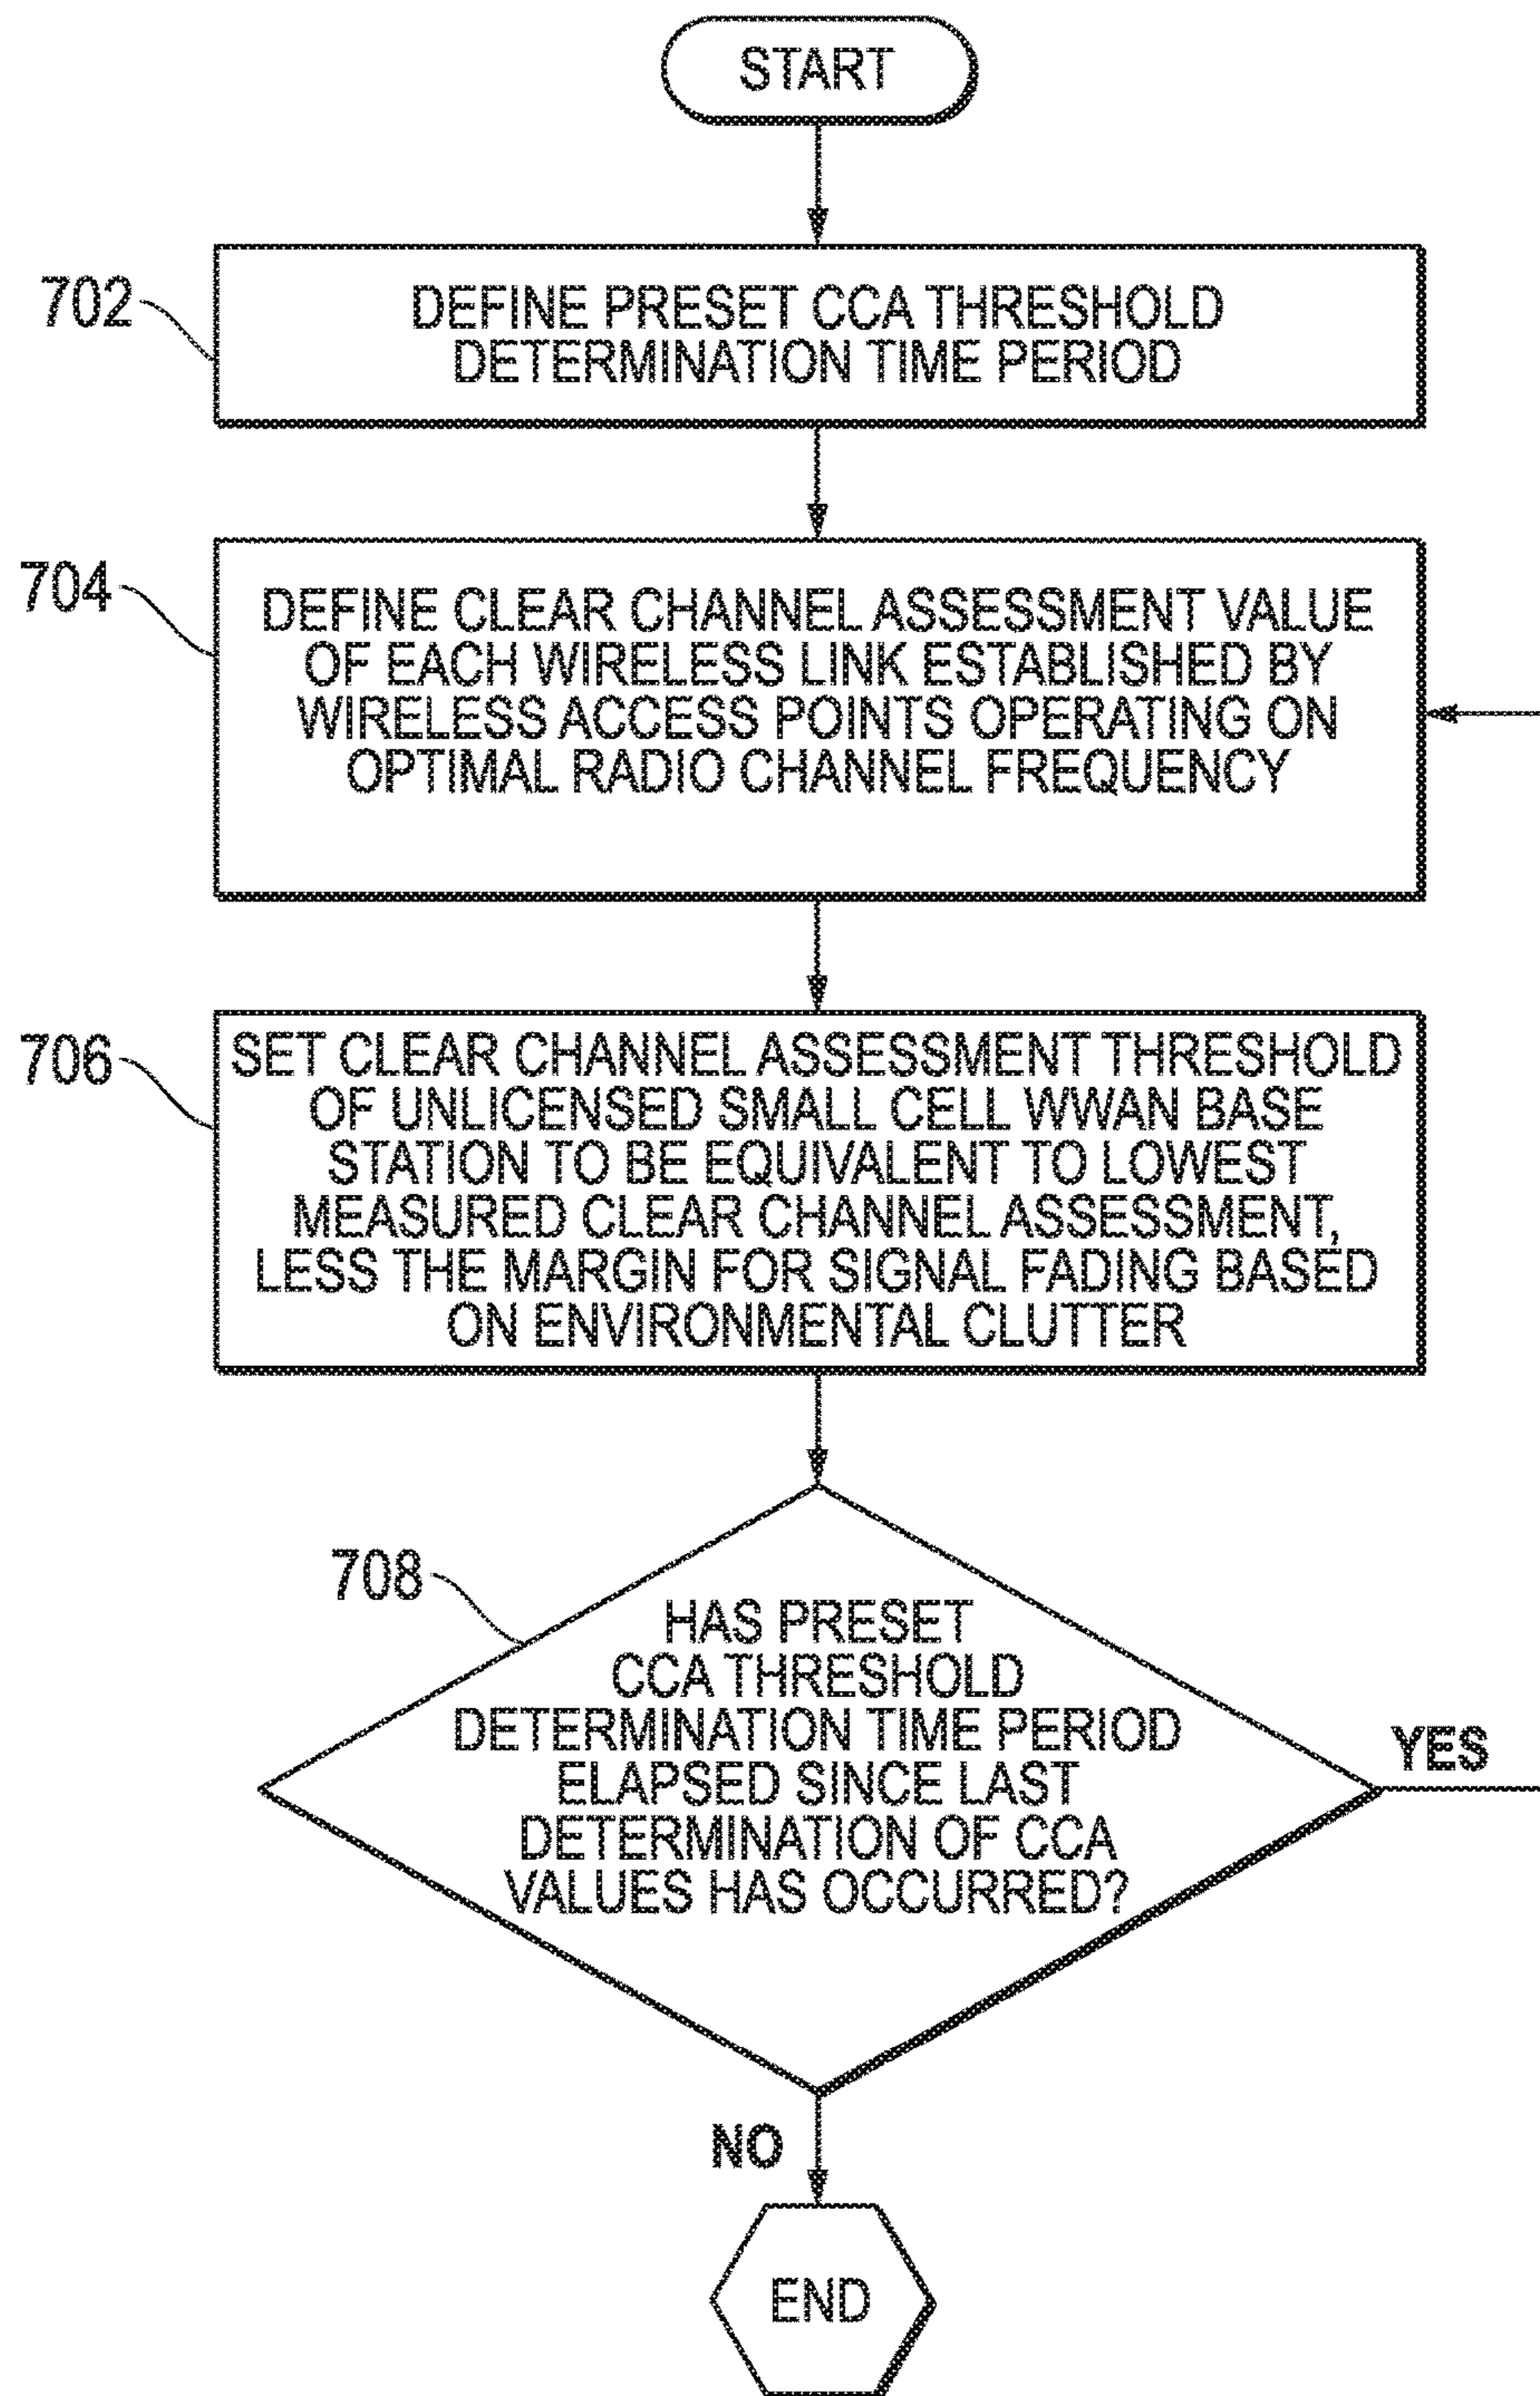 START
702
DEFINE PRESET CCA THRESHOLD
DETERMINATION TIME PERIOD
704
DEFINE CLEAR CHANNEL ASSESSMENT VALUE
OF EACH WIRELESS LINK ESTABLISHED BY
WIRELESS ACCESS POINTS OPERATING ON
OPTIMAL RADIO CHANNEL FREQUENCY
706
SET CLEAR CHANNEL ASSESSMENT THRESHOLD
OF UNLICENSED SMALL CELL WWAN BASE
STATION TO BE EQUIVALENT TO LOWEST
MEASURED CLEAR CHANNEL ASSESSMENT,
LESS THE MARGIN FOR SIGNAL FADING BASED
ON ENVIRONMENTAL CLUTTER
708
HAS PRESET
CCA THRESHOLD
DETERMINATION TIME PERIOD
ELAPSED SINCE LAST
DETERMINATION OF CCA
VALUES HAS OCCURRED?
YES
NO
END